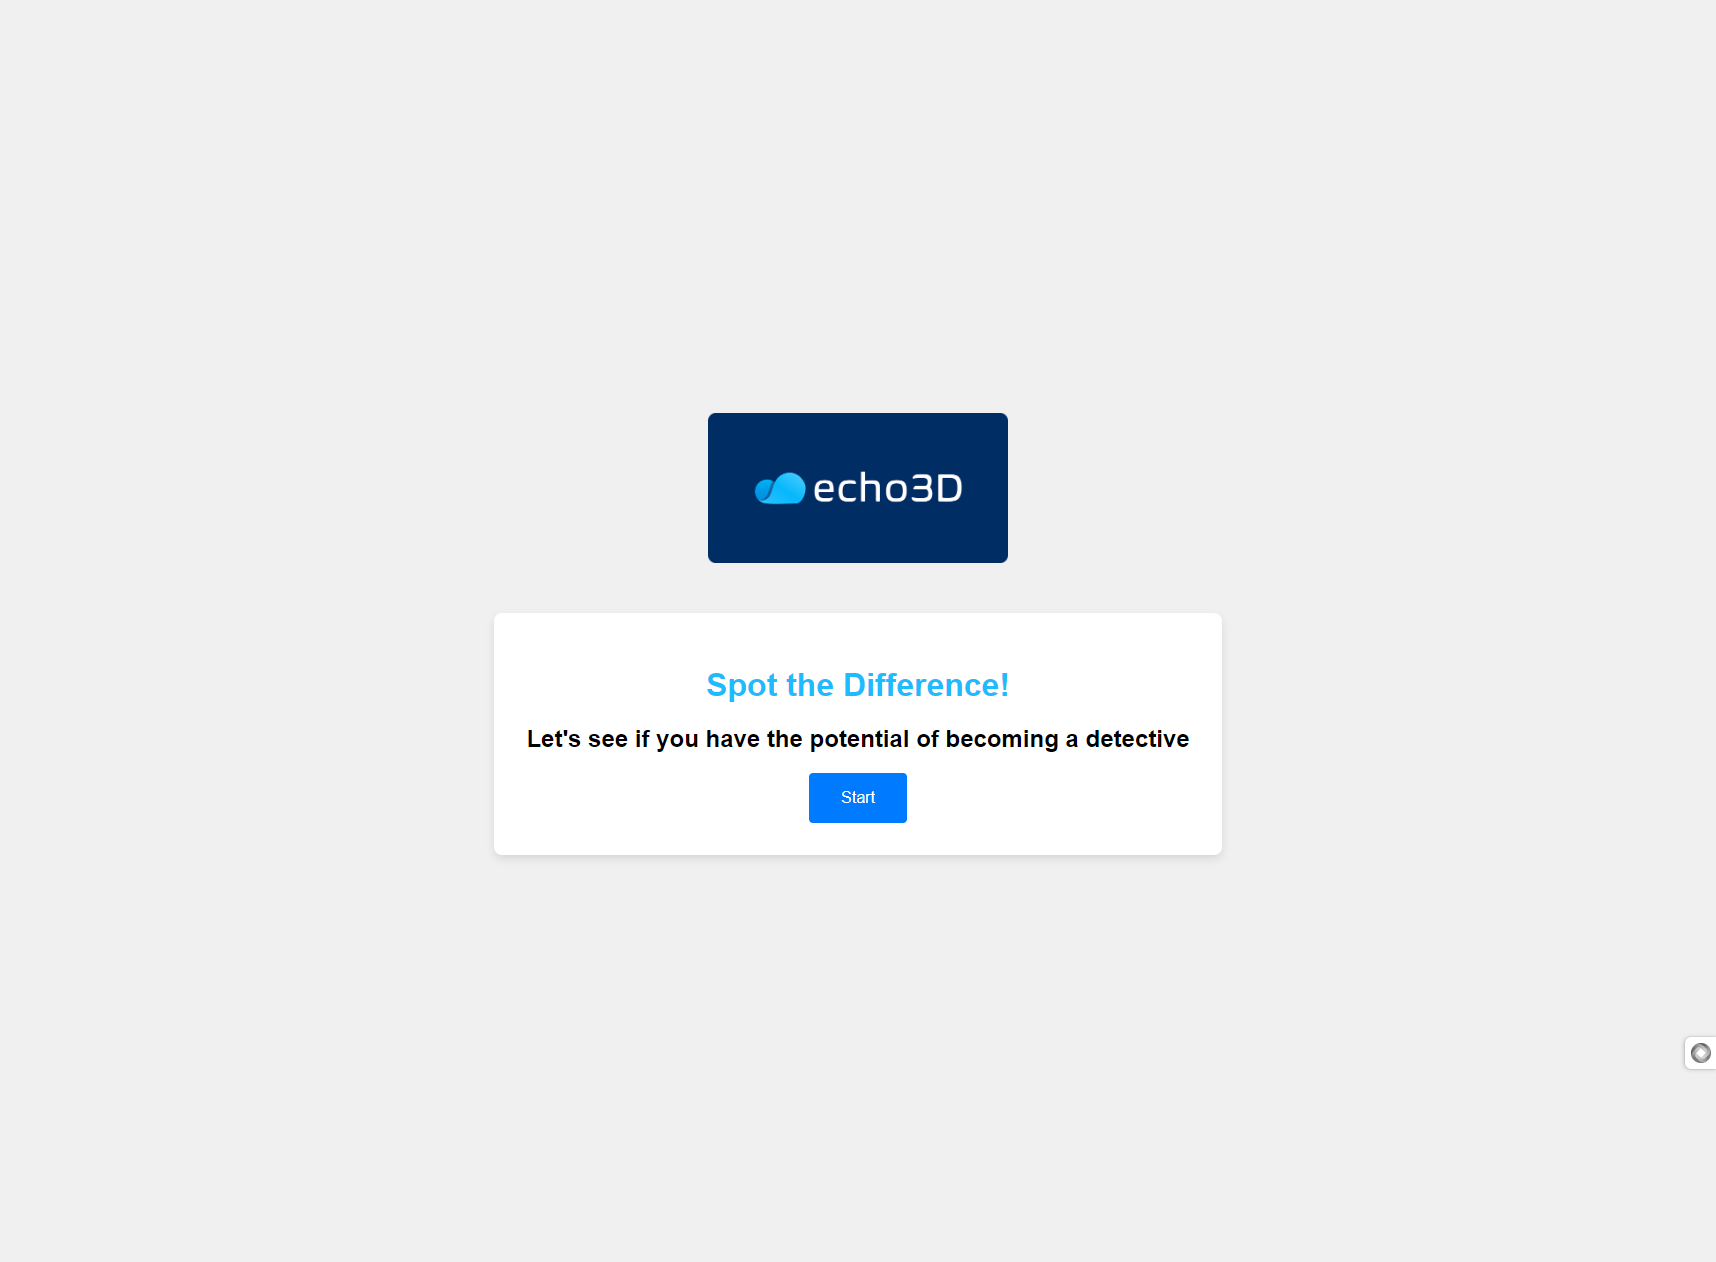 echo3D
Spot the Difference!
Let's see if you have the potential of becoming a detective
Start